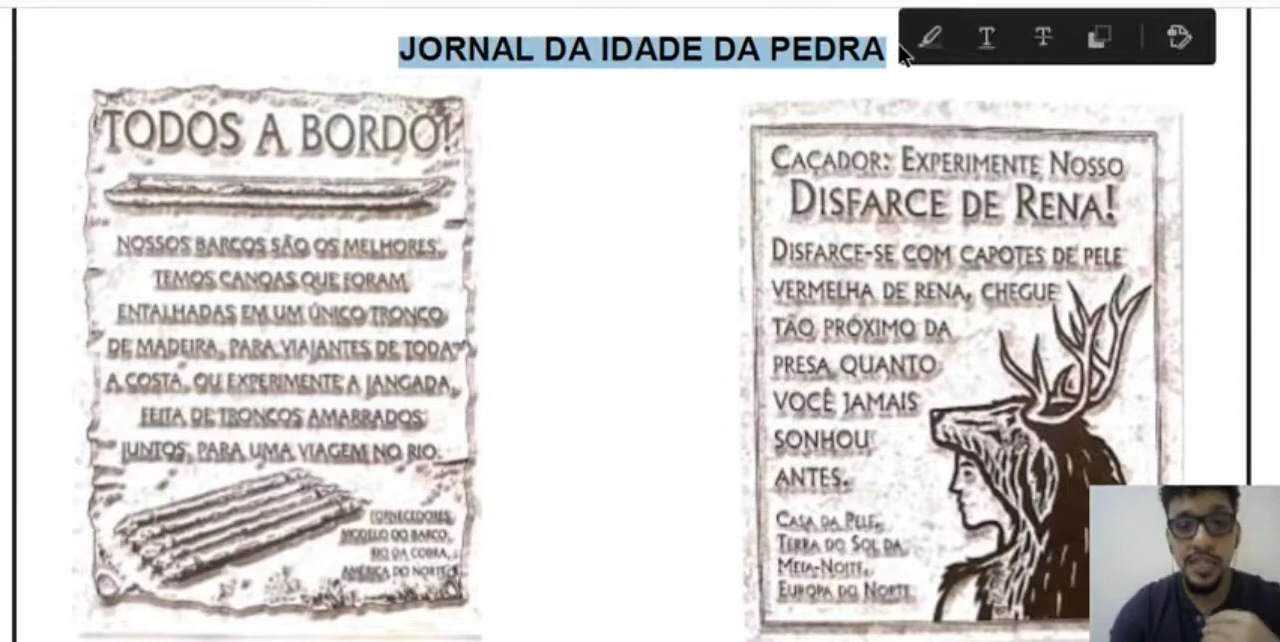 JORNAL DA IDADE DA PEDRA
TODOS A BORDO!
NOSSOS BARCOS SÃO OS MELHORES.
TEMOS CANOAS QUE FORAM
ENTALHADAS EM UM ÚNICO TRONCO
DE MADEIRA, PARA VIAJANTES DE TODA
A COSTA, OU EXPERIMENTE A JANGADA,
FEITA DE TRONCOS AMARRADOS
JUNTOS, PARA UMA VIAGEM NO RIO.
FORNECEDORES,
MODELO DO BARCO,
RIO DA COBRA,
AMÉRICA DO NORTE.
CAÇADOR: EXPERIMENTE NOSSO
DISFARCE DE RENA!
DISFARCE-SE COM CAPOTES DE PELE
VERMELHA DE RENA, CHEGUE
TÃO PRÓXIMO DA
PRESA QUANTO
VOCÊ JAMAIS
SONHOU
ANTES.
CASA DA PELE,
TERRA DO SOL DA
MEIA-NOITE,
EUROPA DO NORTE